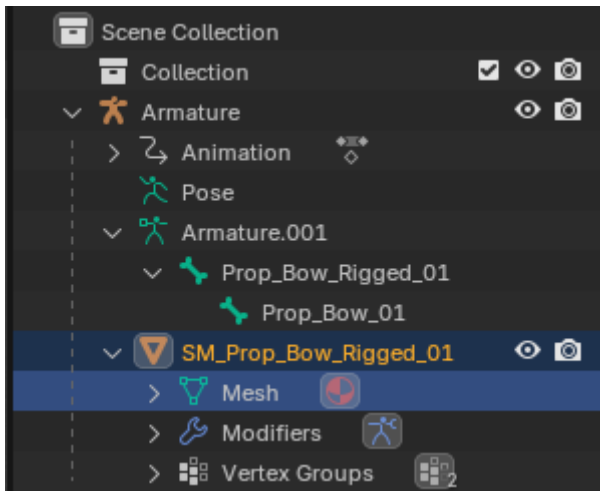 Scene Collection
Collection
Armature
Animation
Pose
Armature.001
Prop_Bow_Rigged_01
Prop_Bow_01
SM_Prop_Bow_Rigged_01
Mesh
Modifiers
Vertex Groups 2